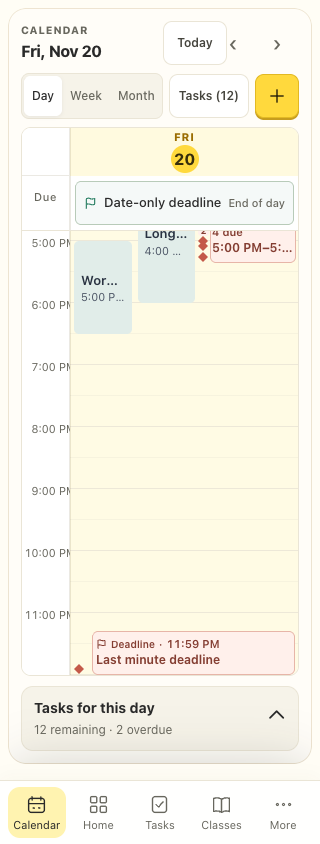 CALENDAR
Fri, Nov 20
Today
Day Week Month
Tasks (12)
FRI
20
Due
Date-only deadline End of day
Long...
4:00 ...
4 due
5:00 PM–5:...
5:00 PM
Wor...
5:00 P...
6:00 PM
7:00 PM
8:00 PM
9:00 PM
10:00 PM
11:00 PM
Deadline · 11:59 PM
Last minute deadline
Tasks for this day
12 remaining · 2 overdue
Calendar Home Tasks Classes More